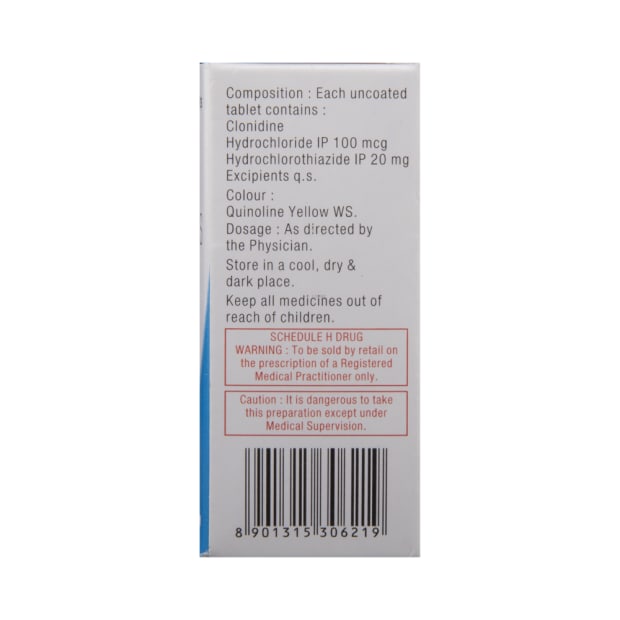 Composition : Each uncoated
tablet contains :
Clonidine
Hydrochloride IP 100 mcg
Hydrochlorothiazide IP 20 mg
Excipients q.s.
Colour :
Quinoline Yellow WS.
Dosage : As directed by
the Physician.
Store in a cool, dry &
dark place.
Keep all medicines out of
reach of children.
SCHEDULE H DRUG
WARNING : To be sold by retail on
the prescription of a Registered
Medical Practitioner only.
Caution : It is dangerous to take
this preparation except under
Medical Supervision.
8 901315 306219